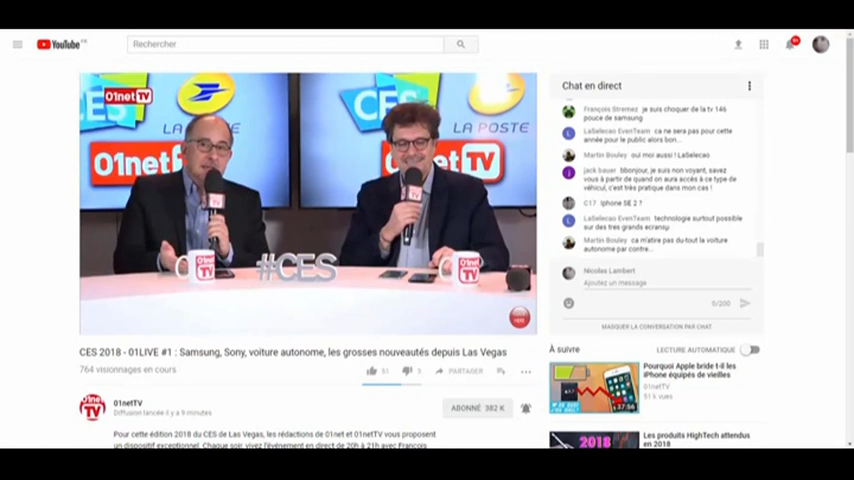 YouTube FR
Rechercher
9+
01net TV
CES
LA POSTE
01net
CES
LA POSTE
01net TV
01net TV
01net TV
#CES
Chat en direct
François Stremez je suis choquer de la tv 146
pouce de samsung
LaSelecao EvenTeam ca ne sera pas pour cette
année pour le public alors bon...
Martin Bouley oui moi aussi ! LaSelecao
jack bauer bbonjour, je suis non voyant, savez
vous à partir de quand on aura accès à ce type de
véhicul, c'est très pratique dans mon cas !
C17 Iphone SE 2 ?
LaSelecao EvenTeam technologie surtout possible
sur des tres grands ecrans
Martin Bouley ca m'atire pas du-tout la voiture
autonome par contre...
Nicolas Lambert
Ajoutez un message
0/200
MASQUER LA CONVERSATION PAR CHAT
CES 2018 - 01LIVE #1 : Samsung, Sony, voiture autonome, les grosses nouveautés depuis Las Vegas
764 visionnages en cours
51
3
PARTAGER
01netTV
Diffusion lancée il y a 9 minutes
ABONNÉ 382 K
Pour cette édition 2018 du CES de Las Vegas, les rédactions de 01net et 01netTV vous proposent
un dispositif exceptionnel. Chaque soir, vivez l'événement en direct de 20h à 21h avec François
À suivre
LECTURE AUTOMATIQUE
Pourquoi Apple bride t-il les
iPhone équipés de vieilles
01netTV
51 k vues
37:56
Les produits HighTech attendus
en 2018
2018